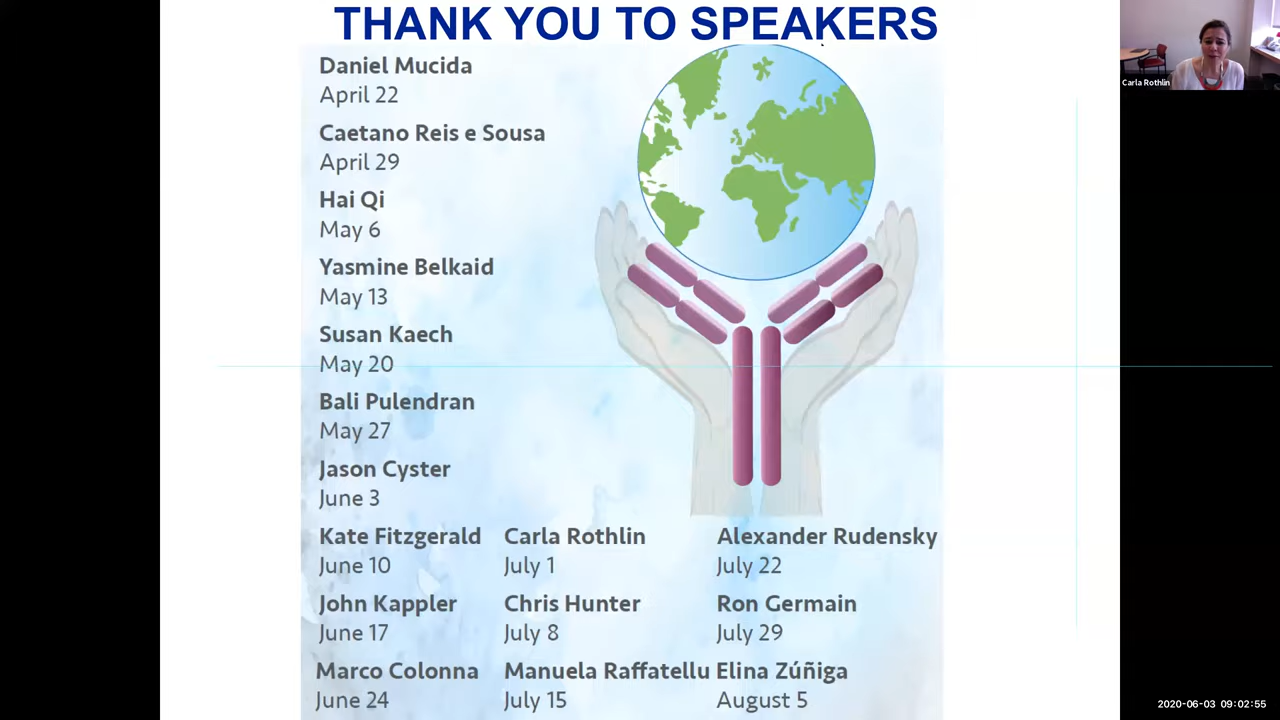 THANK YOU TO SPEAKERS
Daniel Mucida
April 22
Caetano Reis e Sousa
April 29
Hai Qi
May 6
Yasmine Belkaid
May 13
Susan Kaech
May 20
Bali Pulendran
May 27
Jason Cyster
June 3
Kate Fitzgerald
June 10
John Kappler
June 17
Marco Colonna
June 24
Carla Rothlin
July 1
Chris Hunter
July 8
Manuela Raffatellu
July 15
Alexander Rudensky
July 22
Ron Germain
July 29
Elina Zúñiga
August 5
Carla Rothlin
2020-06-03 09:02:55